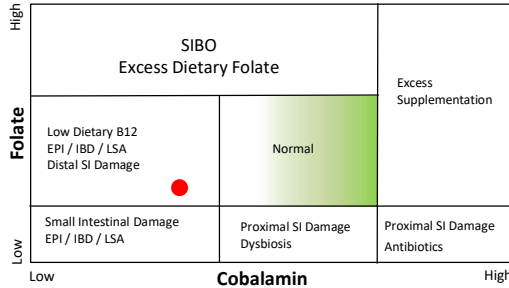 High
SIBO
Excess Dietary Folate
Excess
Supplementation
Folate
Low Dietary B12
EPI / IBD / LSA
Distal SI Damage
Normal
Small Intestinal Damage
EPI / IBD / LSA
Proximal SI Damage
Dysbiosis
Proximal SI Damage
Antibiotics
Low
Low
Cobalamin
High